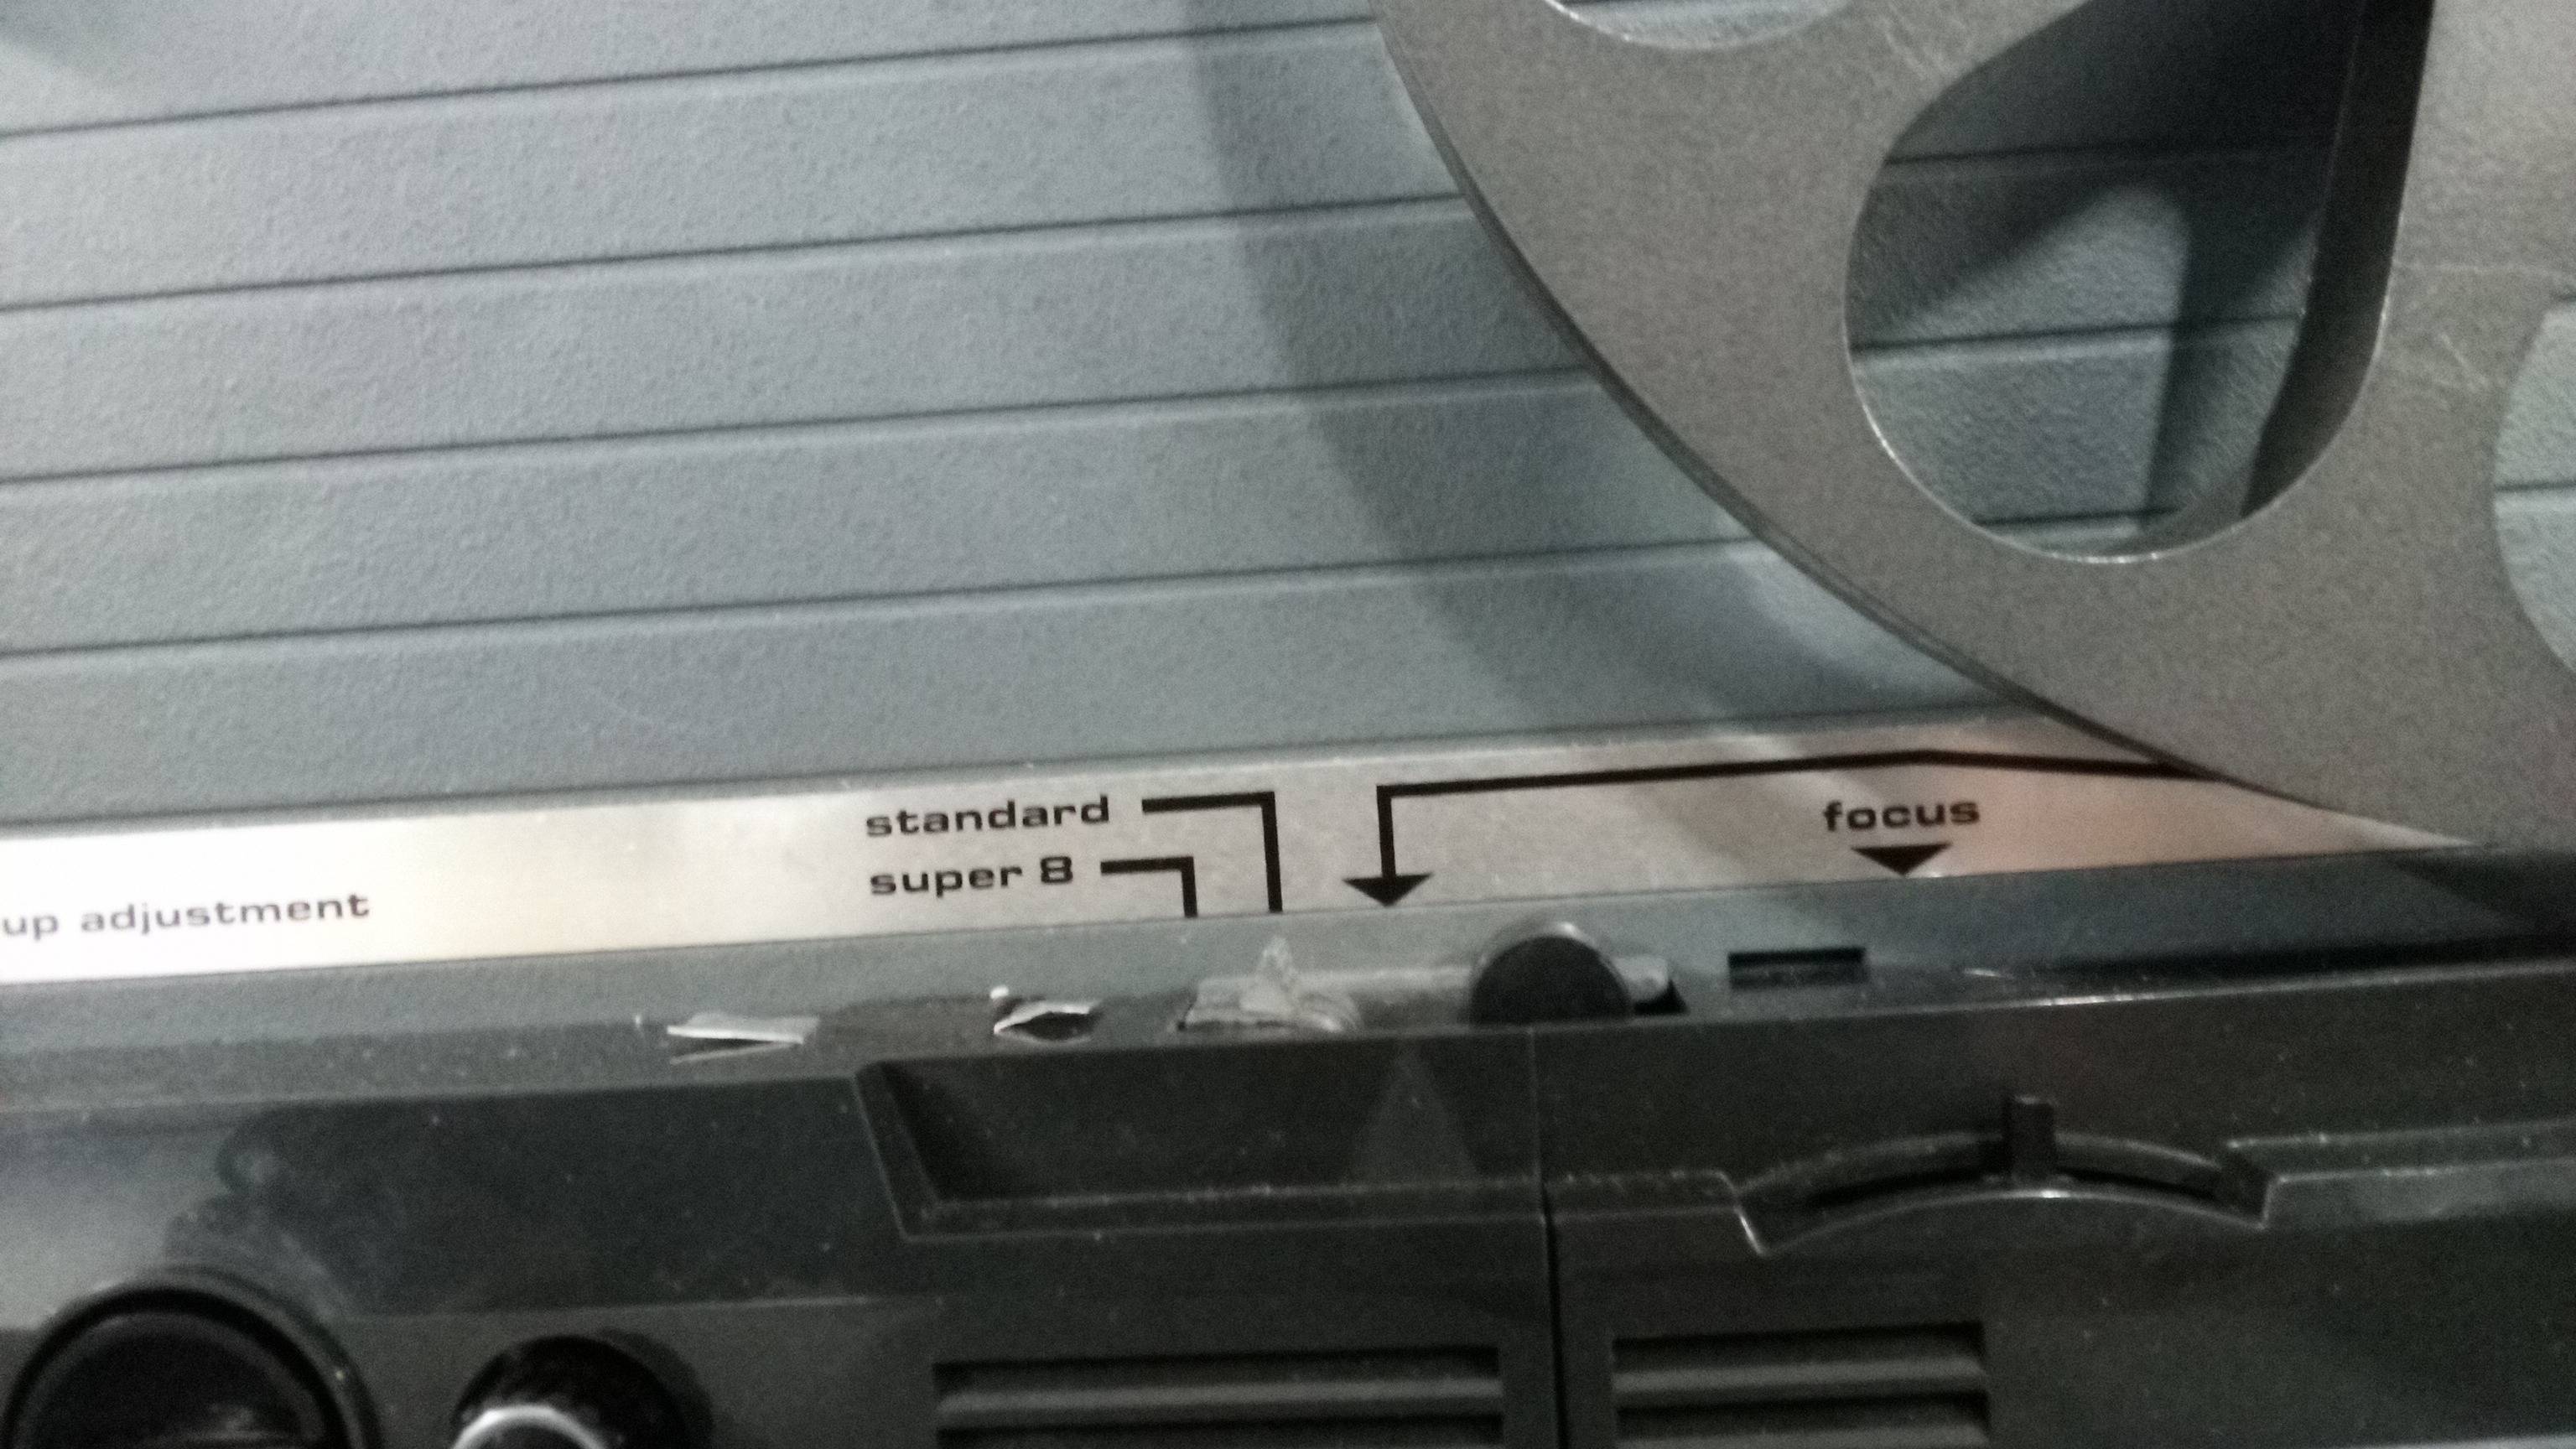 standard
super 8
focus
up adjustment